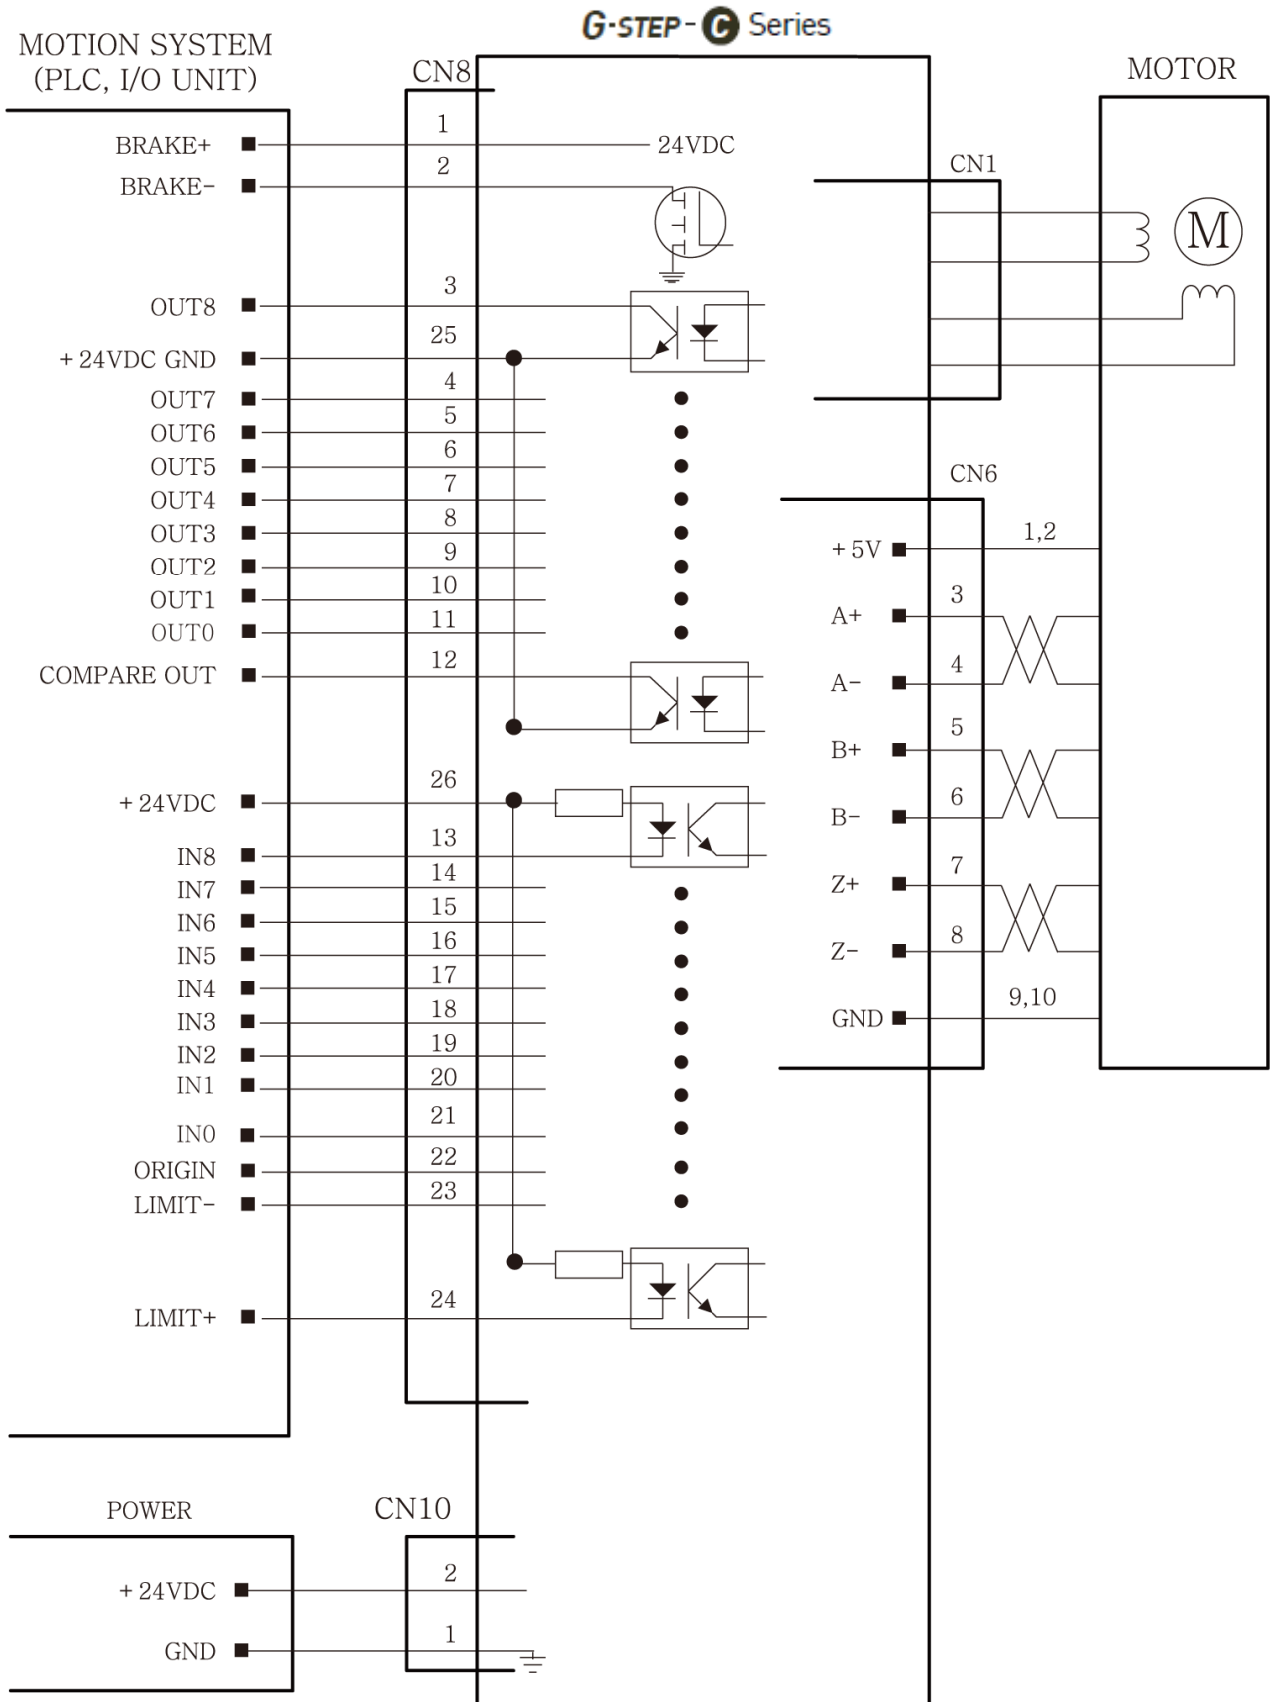 G-STEP-C Series
MOTION SYSTEM
(PLC, I/O UNIT)
CN8
MOTOR
BRAKE+ 1 24VDC
BRAKE- 2
CN1
M
OUT8 3
+24VDC GND 25
OUT7 4
OUT6 5
OUT5 6
OUT4 7
OUT3 8
OUT2 9
OUT1 10
OUT0 11
COMPARE OUT 12
+24VDC 26
IN8 13
IN7 14
IN6 15
IN5 16
IN4 17
IN3 18
IN2 19
IN1 20
IN0 21
ORIGIN 22
LIMIT- 23
LIMIT+ 24
CN6
+5V 1,2
A+ 3
A- 4
B+ 5
B- 6
Z+ 7
Z- 8
GND 9,10
POWER
CN10
+24VDC 2
GND 1